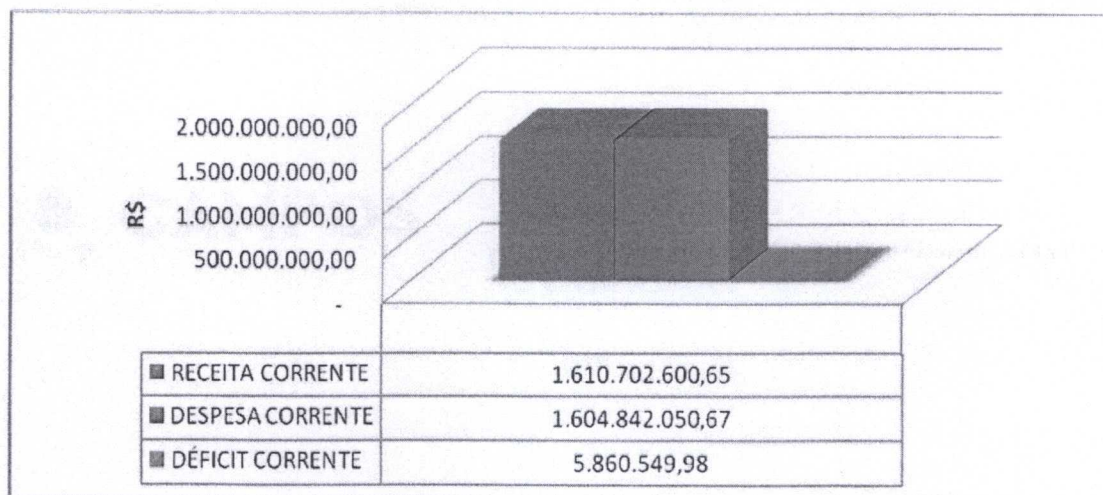 R$
2.000.000.000,00
1.500.000.000,00
1.000.000.000,00
500.000.000,00
-
RECEITA CORRENTE 1.610.702.600,65
DESPESA CORRENTE 1.604.842.050,67
DÉFICIT CORRENTE 5.860.549,98